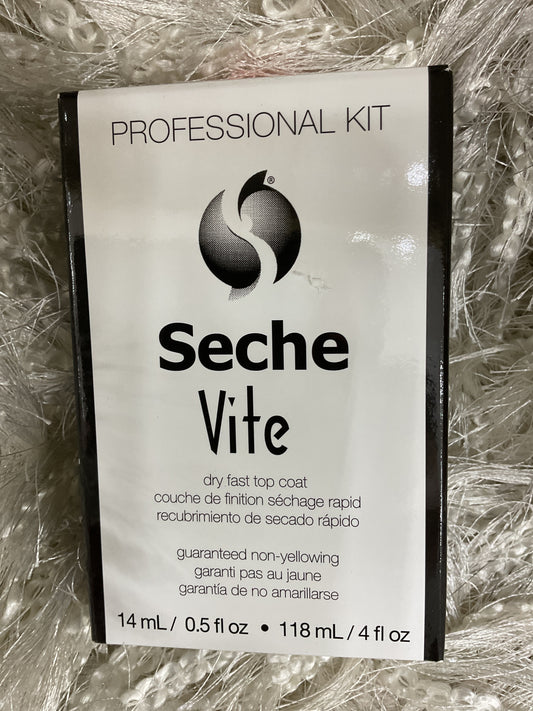 PROFESSIONAL KIT
®
Seche
Vite
dry fast top coat
couche de finition séchage rapid
recubrimiento de secado rápido
guaranteed non-yellowing
garanti pas au jaune
garantía de no amarillarse
14 mL / 0.5 fl oz • 118 mL / 4 fl oz